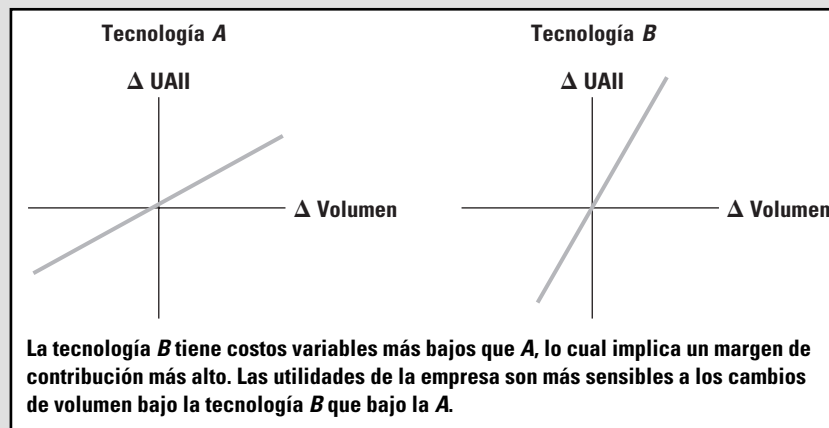 Tecnología A
Δ UAII
Δ Volumen
Tecnología B
Δ UAII
Δ Volumen
La tecnología B tiene costos variables más bajos que A, lo cual implica un margen de
contribución más alto. Las utilidades de la empresa son más sensibles a los cambios
de volumen bajo la tecnología B que bajo la A.